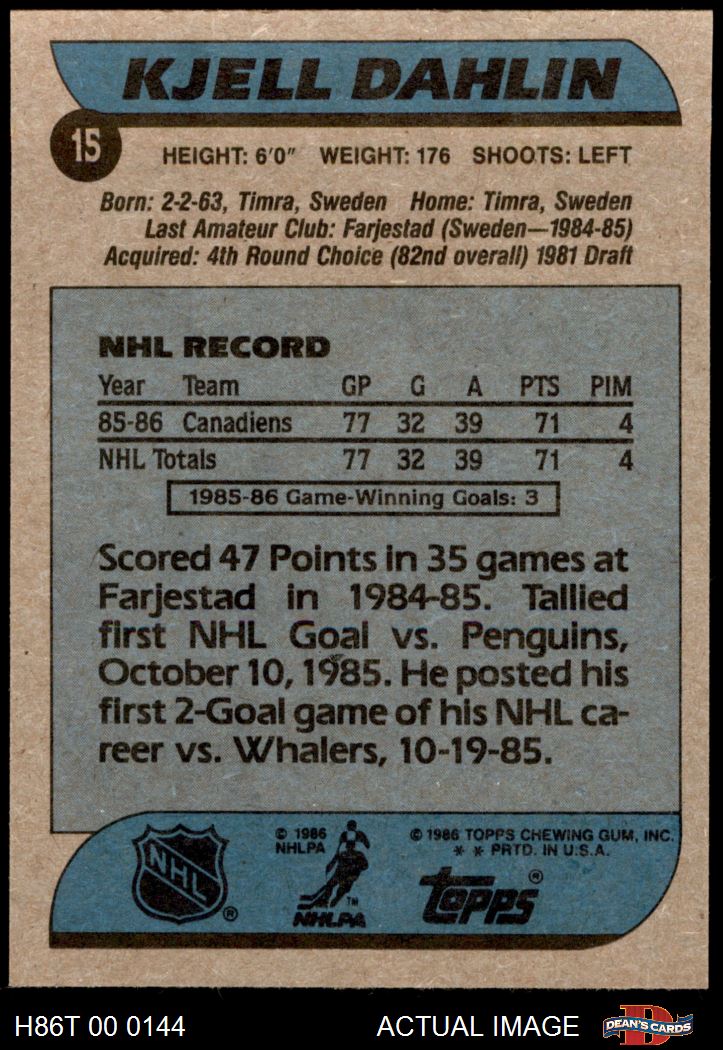 KJELL DAHLIN
15
HEIGHT: 6'0" WEIGHT: 176 SHOOTS: LEFT
Born: 2-2-63, Timra, Sweden Home: Timra, Sweden
Last Amateur Club: Farjestad (Sweden—1984-85)
Acquired: 4th Round Choice (82nd overall) 1981 Draft
NHL RECORD
Year Team GP G A PTS PIM
85-86 Canadiens 77 32 39 71 4
NHL Totals 77 32 39 71 4
1985-86 Game-Winning Goals: 3
Scored 47 Points in 35 games at
Farjestad in 1984-85. Tallied
first NHL Goal vs. Penguins,
October 10, 1985. He posted his
first 2-Goal game of his NHL ca-
reer vs. Whalers, 10-19-85.
NHL ®
© 1986
NHLPA
TM
NHLPA
© 1986 TOPPS CHEWING GUM, INC.
* * PRTD. IN U.S.A.
topps ®
H86T 00 0144 ACTUAL IMAGE
D
DEAN'S CARDS